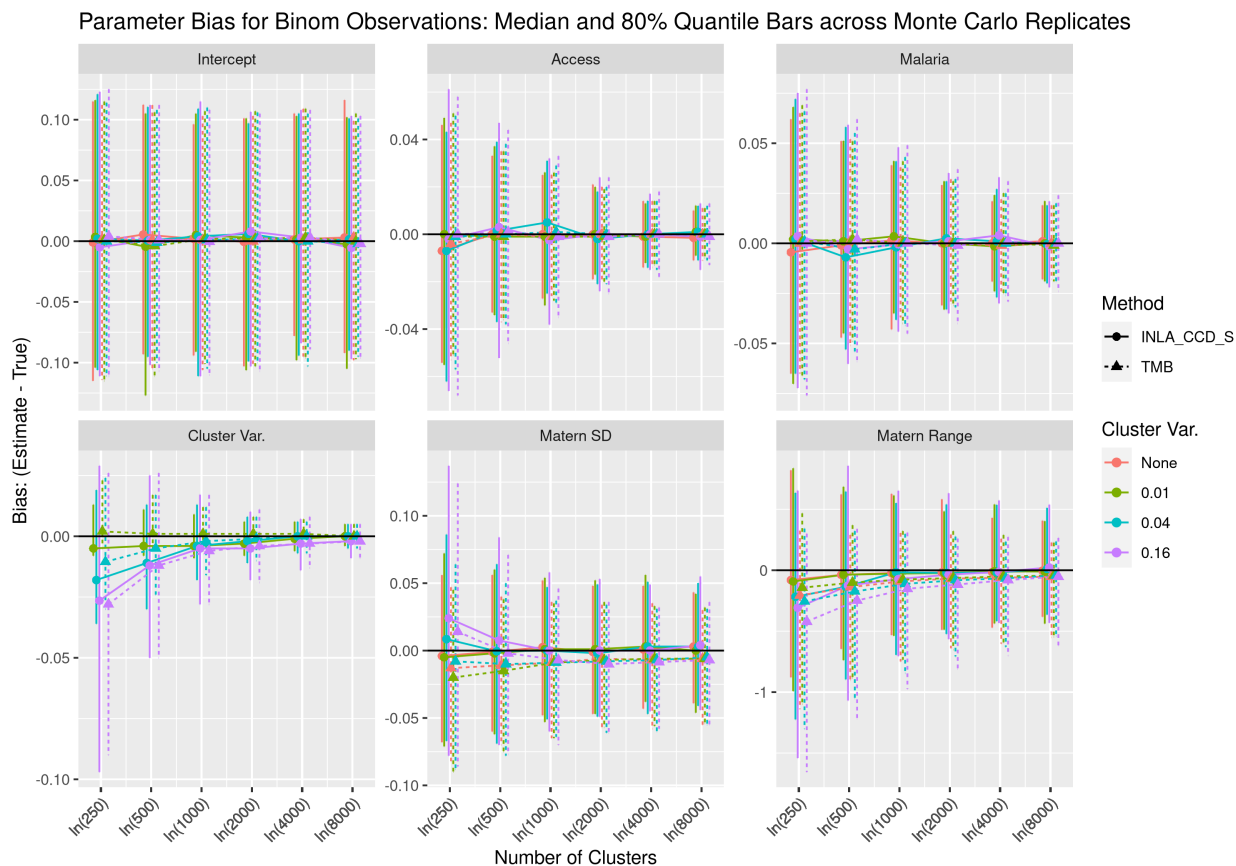 Parameter Bias for Binom Observations: Median and 80% Quantile Bars across Monte Carlo Replicates
Intercept
Access
Malaria
0.10
0.05
0.00
-0.05
-0.10
0.04
0.00
-0.04
0.05
0.00
-0.05
Cluster Var.
Matern SD
Matern Range
0.00
-0.05
-0.10
0.10
0.05
0.00
-0.05
-0.10
0
-1
ln(250)
ln(500)
ln(1000)
ln(2000)
ln(4000)
ln(8000)
ln(250)
ln(500)
ln(1000)
ln(2000)
ln(4000)
ln(8000)
ln(250)
ln(500)
ln(1000)
ln(2000)
ln(4000)
ln(8000)
Number of Clusters
Bias: (Estimate - True)
Method
INLA_CCD_S
TMB
Cluster Var.
None
0.01
0.04
0.16